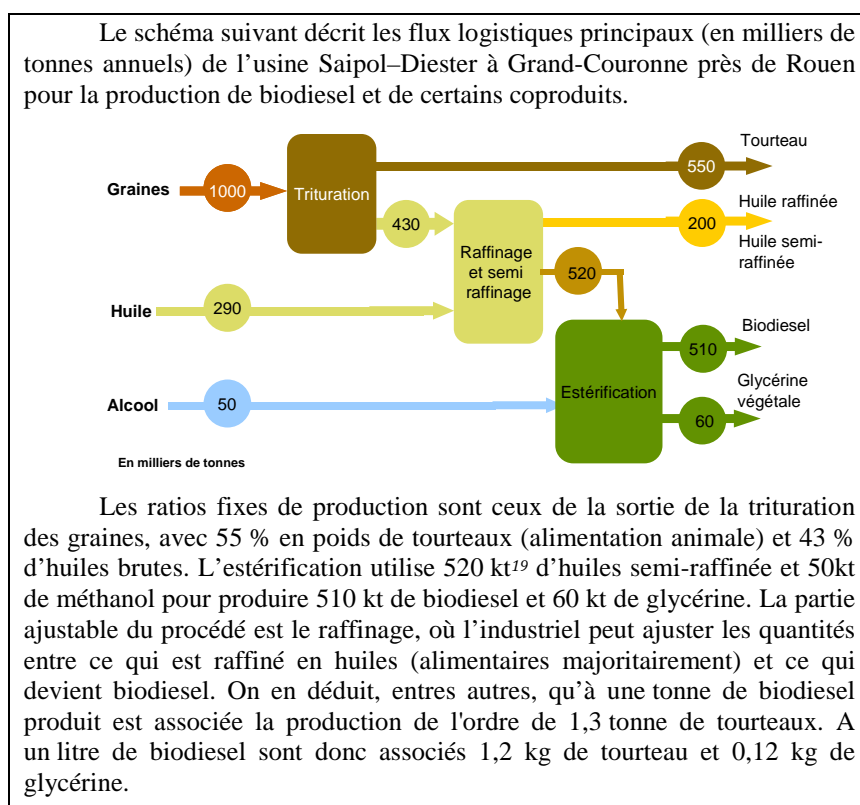 Le schéma suivant décrit les flux logistiques principaux (en milliers de
tonnes annuels) de l’usine Saipol–Diester à Grand-Couronne près de Rouen
pour la production de biodiesel et de certains coproduits.
Tourteau
550
Graines
1000
Trituration
Huile raffinée
430
200
Raffinage
et semi
raffinage
Huile semi-
raffinée
520
Huile
290
Biodiesel
510
Estérification
Glycérine
végétale
Alcool
50
60
En milliers de tonnes
Les ratios fixes de production sont ceux de la sortie de la trituration
des graines, avec 55 % en poids de tourteaux (alimentation animale) et 43 %
d’huiles brutes. L’estérification utilise 520 kt19 d’huiles semi-raffinée et 50kt
de méthanol pour produire 510 kt de biodiesel et 60 kt de glycérine. La partie
ajustable du procédé est le raffinage, où l’industriel peut ajuster les quantités
entre ce qui est raffiné en huiles (alimentaires majoritairement) et ce qui
devient biodiesel. On en déduit, entres autres, qu’à une tonne de biodiesel
produit est associée la production de l'ordre de 1,3 tonne de tourteaux. A
un litre de biodiesel sont donc associés 1,2 kg de tourteau et 0,12 kg de
glycérine.